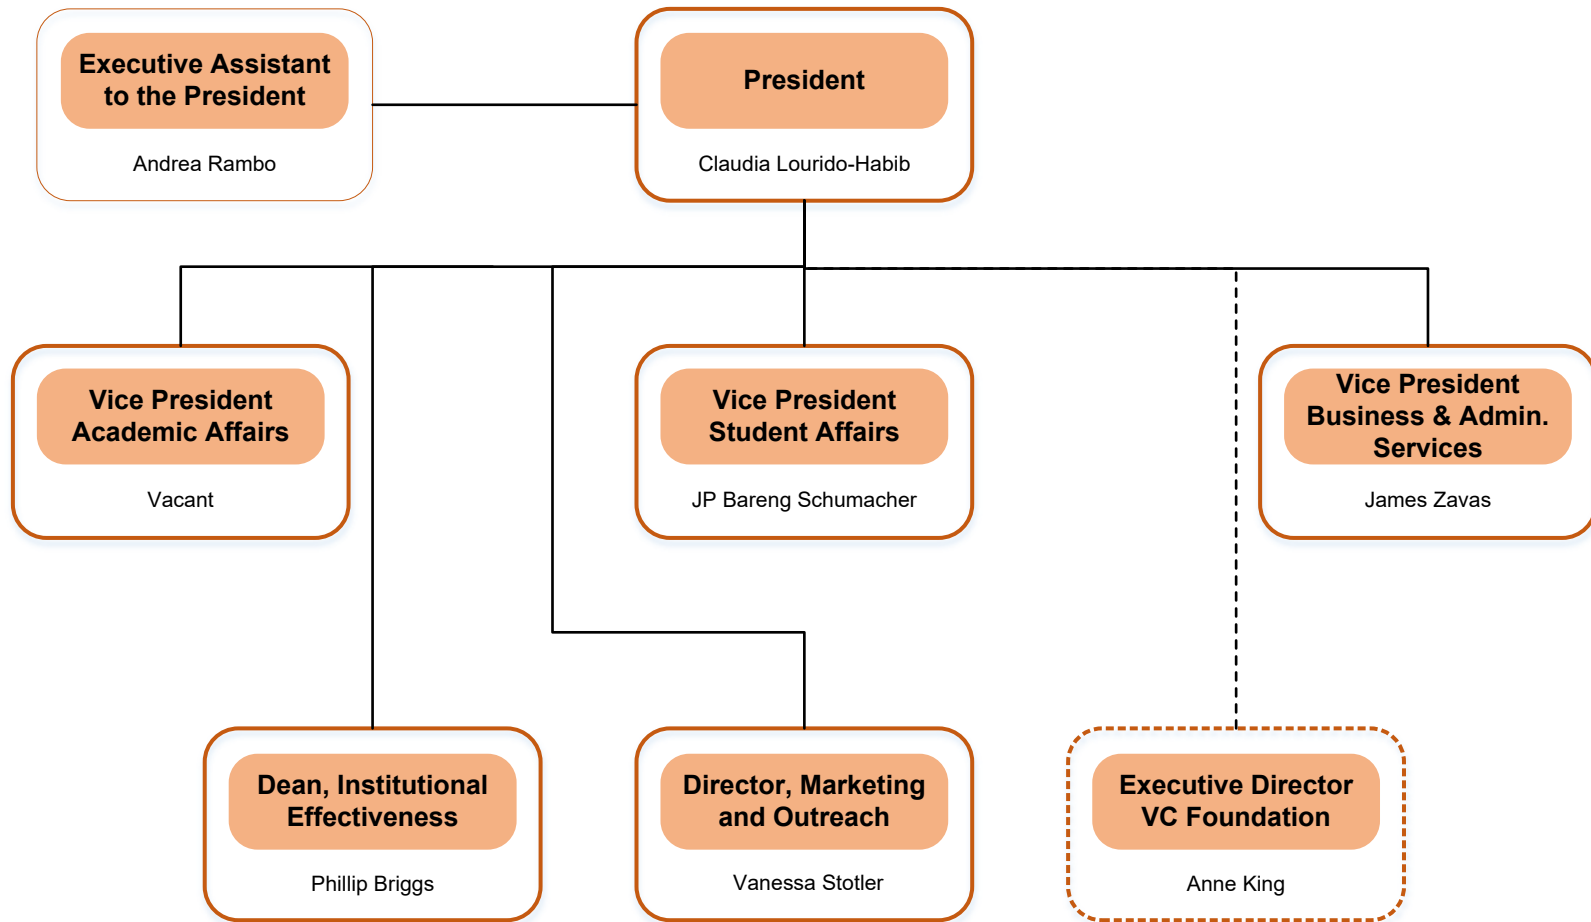 Executive Assistant
to the President
Andrea Rambo
President
Claudia Lourido-Habib
Vice President
Academic Affairs
Vacant
Vice President
Student Affairs
JP Bareng Schumacher
Vice President
Business & Admin.
Services
James Zavas
Dean, Institutional
Effectiveness
Phillip Briggs
Director, Marketing
and Outreach
Vanessa Stotler
Executive Director
VC Foundation
Anne King